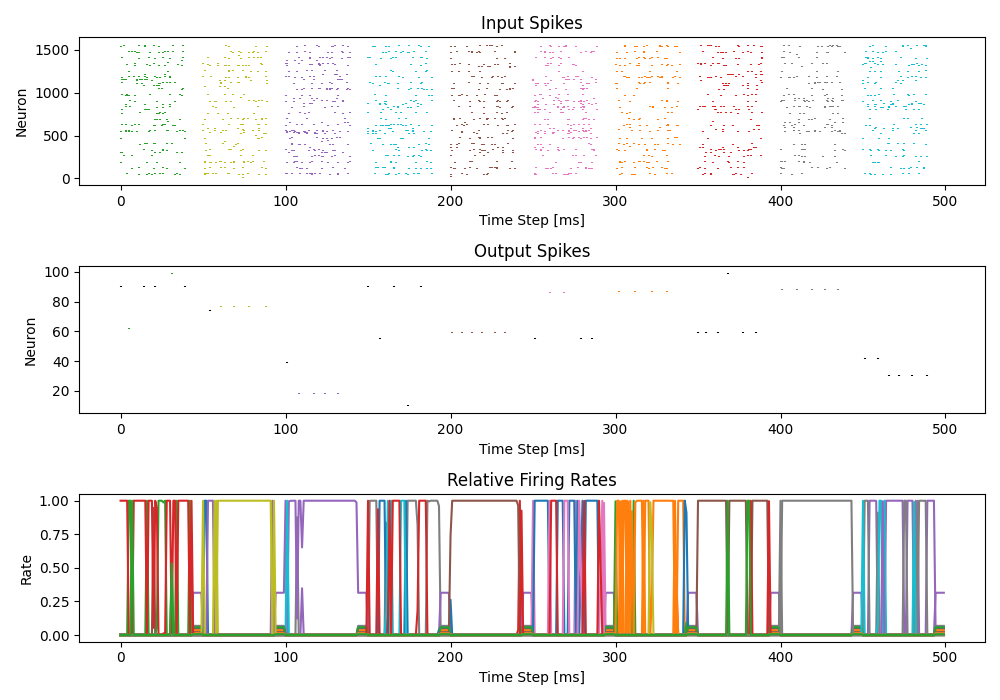 Input Spikes
1500
1000
500
0
Neuron
0 100 200 300 400 500
Time Step [ms]
Output Spikes
100
80
60
40
20
Neuron
0 100 200 300 400 500
Time Step [ms]
Relative Firing Rates
1.00
0.75
0.50
0.25
0.00
Rate
0 100 200 300 400 500
Time Step [ms]